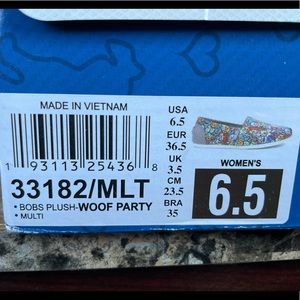 MADE IN VIETNAM
1 93113 25436 8
33182/MLT
• BOBS PLUSH-WOOF PARTY
• MULTI
USA
6.5
EUR
36.5
UK
3.5
CM
23.5
BRA
35
WOMEN'S
6.5